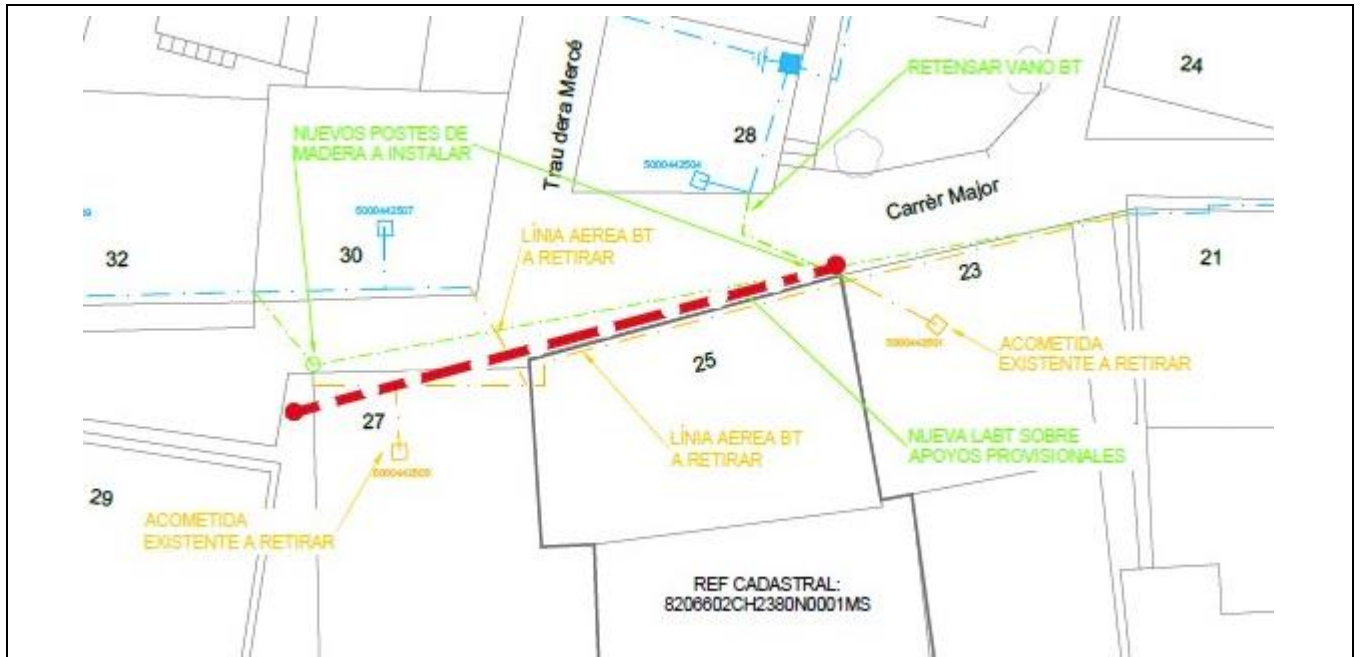 24
RETENSAR VANO BT
Trau dera Mercé
28
NUEVOS POSTES DE
MADERA A INSTALAR
5000442504
Carrèr Major
5000442507
LÍNIA AEREA BT
A RETIRAR
32
30
23
21
25
ACOMETIDA
EXISTENTE A RETIRAR
27
LÍNIA AEREA BT
A RETIRAR
NUEVA LABT SOBRE
APOYOS PROVISIONALES
29
ACOMETIDA
EXISTENTE A RETIRAR
REF CADASTRAL:
8206602CH2380N0001MS